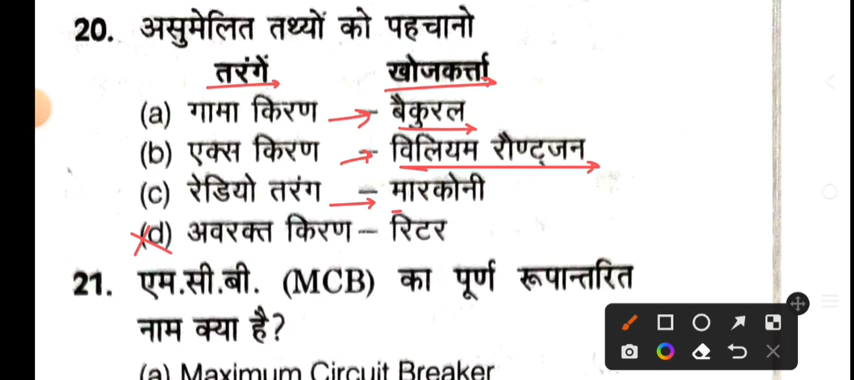 20. असुमेलित तथ्यों को पहचानो
तरंगें खोजकर्त्ता
(a) गामा किरण – बैकुरल
(b) एक्स किरण – विलियम रौण्ट्जन
(c) रेडियो तरंग – मारकोनी
(d) अवरक्त किरण – रिटर
21. एम.सी.बी. (MCB) का पूर्ण रूपान्तरित
नाम क्या है?
(a) Maximum Circuit Breaker